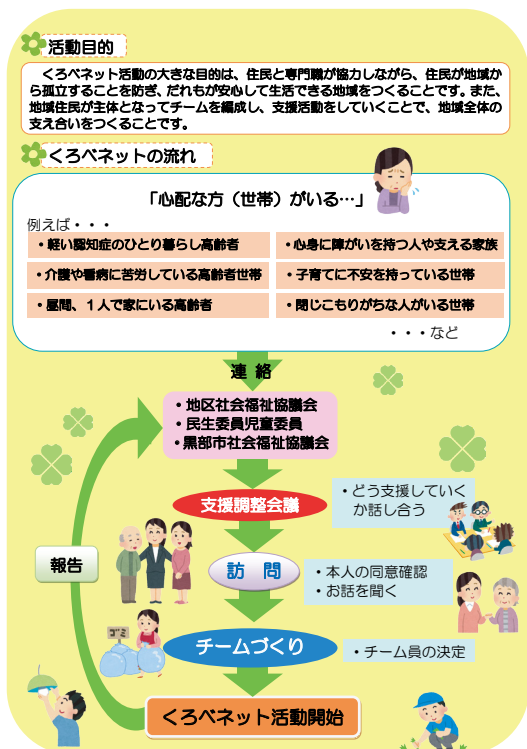 活動目的
くろべネット活動の大きな目的は、住民と専門職が協力しながら、住民が地域か
ら孤立することを防ぎ、だれもが安心して生活できる地域をつくることです。また、
地域住民が主体となってチームを編成し、支援活動をしていくことで、地域全体の
支え合いをつくることです。
くろべネットの流れ
「心配な方（世帯）がいる…」
例えば・・・
・軽い認知症のひとり暮らし高齢者
・心身に障がいを持つ人や支える家族
・介護や看病に苦労している高齢者世帯
・子育てに不安を持っている世帯
・昼間、１人で家にいる高齢者
・閉じこもりがちな人がいる世帯
・・・など
連 絡
・地区社会福祉協議会
・民生委員児童委員
・黒部市社会福祉協議会
支援調整会議
・どう支援していく
か話し合う
報告
訪　問
・本人の同意確認
・お話を聞く
ゴミ
チームづくり
・チーム員の決定
くろべネット活動開始